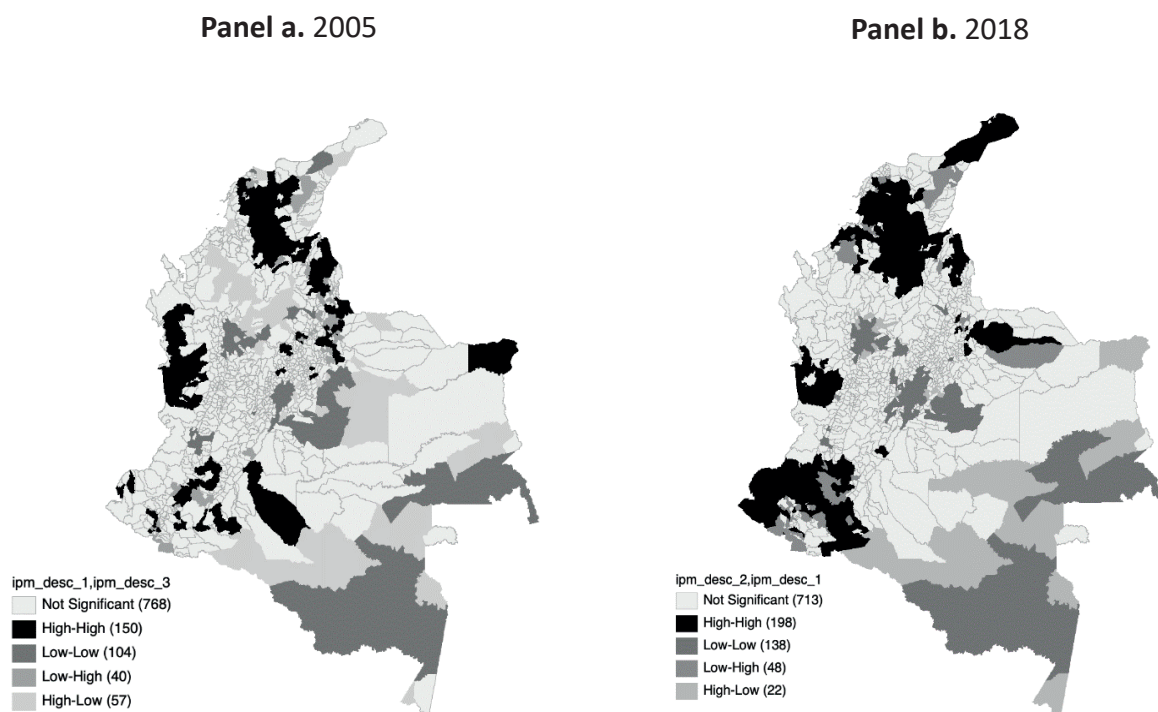 Panel a. 2005
Panel b. 2018
ipm_desc_1,ipm_desc_3
Not Significant (768)
High-High (150)
Low-Low (104)
Low-High (40)
High-Low (57)
ipm_desc_2,ipm_desc_1
Not Significant (713)
High-High (198)
Low-Low (138)
Low-High (48)
High-Low (22)